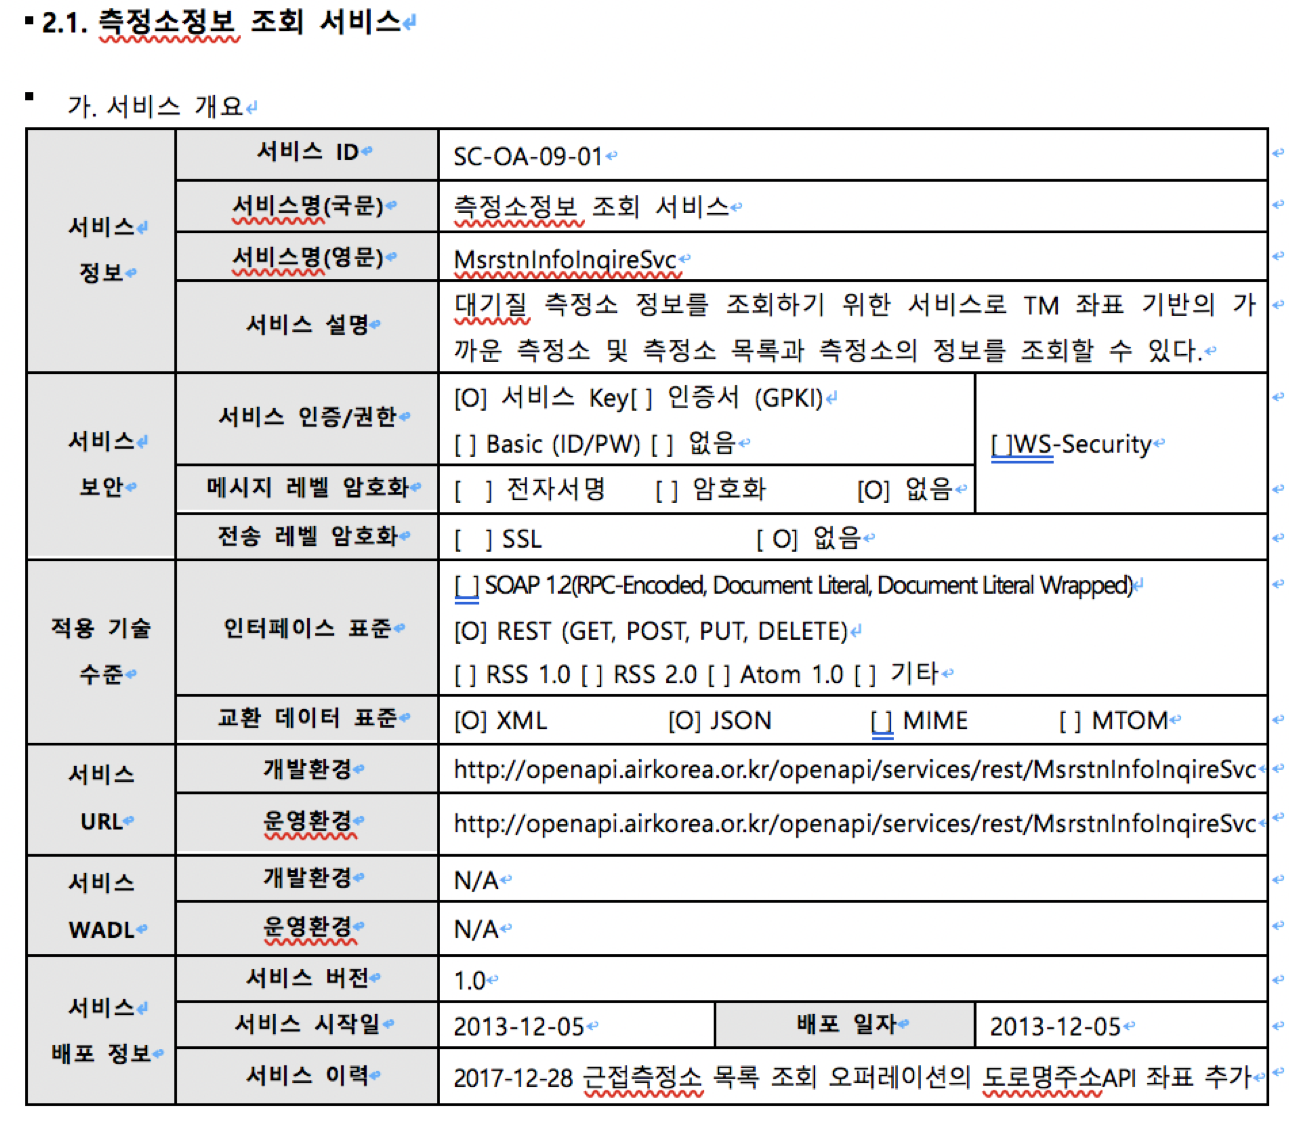 ▪ 2.1. 측정소정보 조회 서비스
▪ 가. 서비스 개요
서비스
정보
서비스 ID
SC-OA-09-01
서비스명(국문)
측정소정보 조회 서비스
서비스명(영문)
MsrstnInfoInqireSvc
서비스 설명
대기질 측정소 정보를 조회하기 위한 서비스로 TM 좌표 기반의 가
까운 측정소 및 측정소 목록과 측정소의 정보를 조회할 수 있다.
서비스
보안
서비스 인증/권한
[O] 서비스 Key[ ] 인증서 (GPKI)
[ ] Basic (ID/PW) [ ] 없음
[ ]WS-Security
메시지 레벨 암호화
[ ] 전자서명 [ ] 암호화 [O] 없음
전송 레벨 암호화
[ ] SSL [ O] 없음
적용 기술
수준
인터페이스 표준
[ ] SOAP 1.2(RPC-Encoded, Document Literal, Document Literal Wrapped)
[O] REST (GET, POST, PUT, DELETE)
[ ] RSS 1.0 [ ] RSS 2.0 [ ] Atom 1.0 [ ] 기타
교환 데이터 표준
[O] XML [O] JSON [ ] MIME [ ] MTOM
서비스
URL
개발환경
http://openapi.airkorea.or.kr/openapi/services/rest/MsrstnInfoInqireSvc
운영환경
http://openapi.airkorea.or.kr/openapi/services/rest/MsrstnInfoInqireSvc
서비스
WADL
개발환경
N/A
운영환경
N/A
서비스
배포 정보
서비스 버전
1.0
서비스 시작일
2013-12-05
배포 일자
2013-12-05
서비스 이력
2017-12-28 근접측정소 목록 조회 오퍼레이션의 도로명주소API 좌표 추가